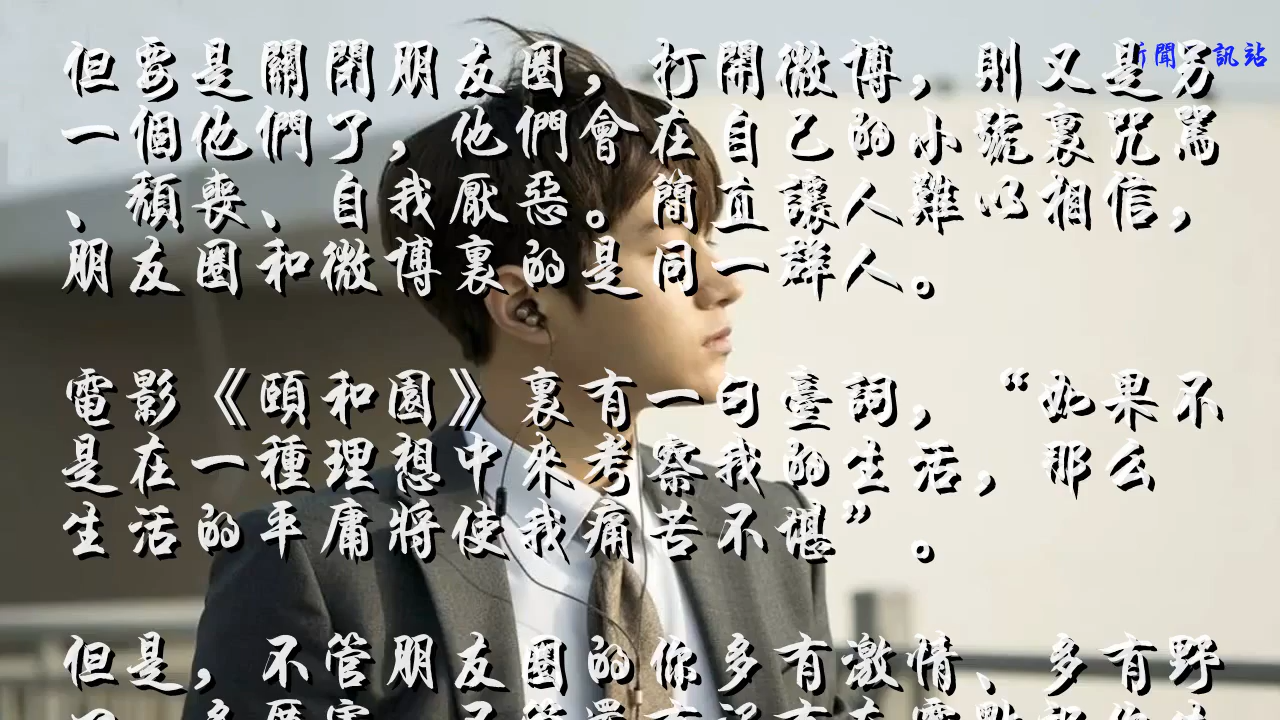 但要是關閉朋友圈，打開微博，則又是另
一個他們了，他們會在自己的小號裏咒駡
、頹喪、自我厭惡。簡直讓人難以相信，
朋友圈和微博裏的是同一群人。
電影《頤和園》裏有一句臺詞，“如果不
是在一種理想中來考察我的生活，那么
生活的平庸將使我痛苦不堪”。
但是，不管朋友圈的你多有激情、多有野
聞
訊站